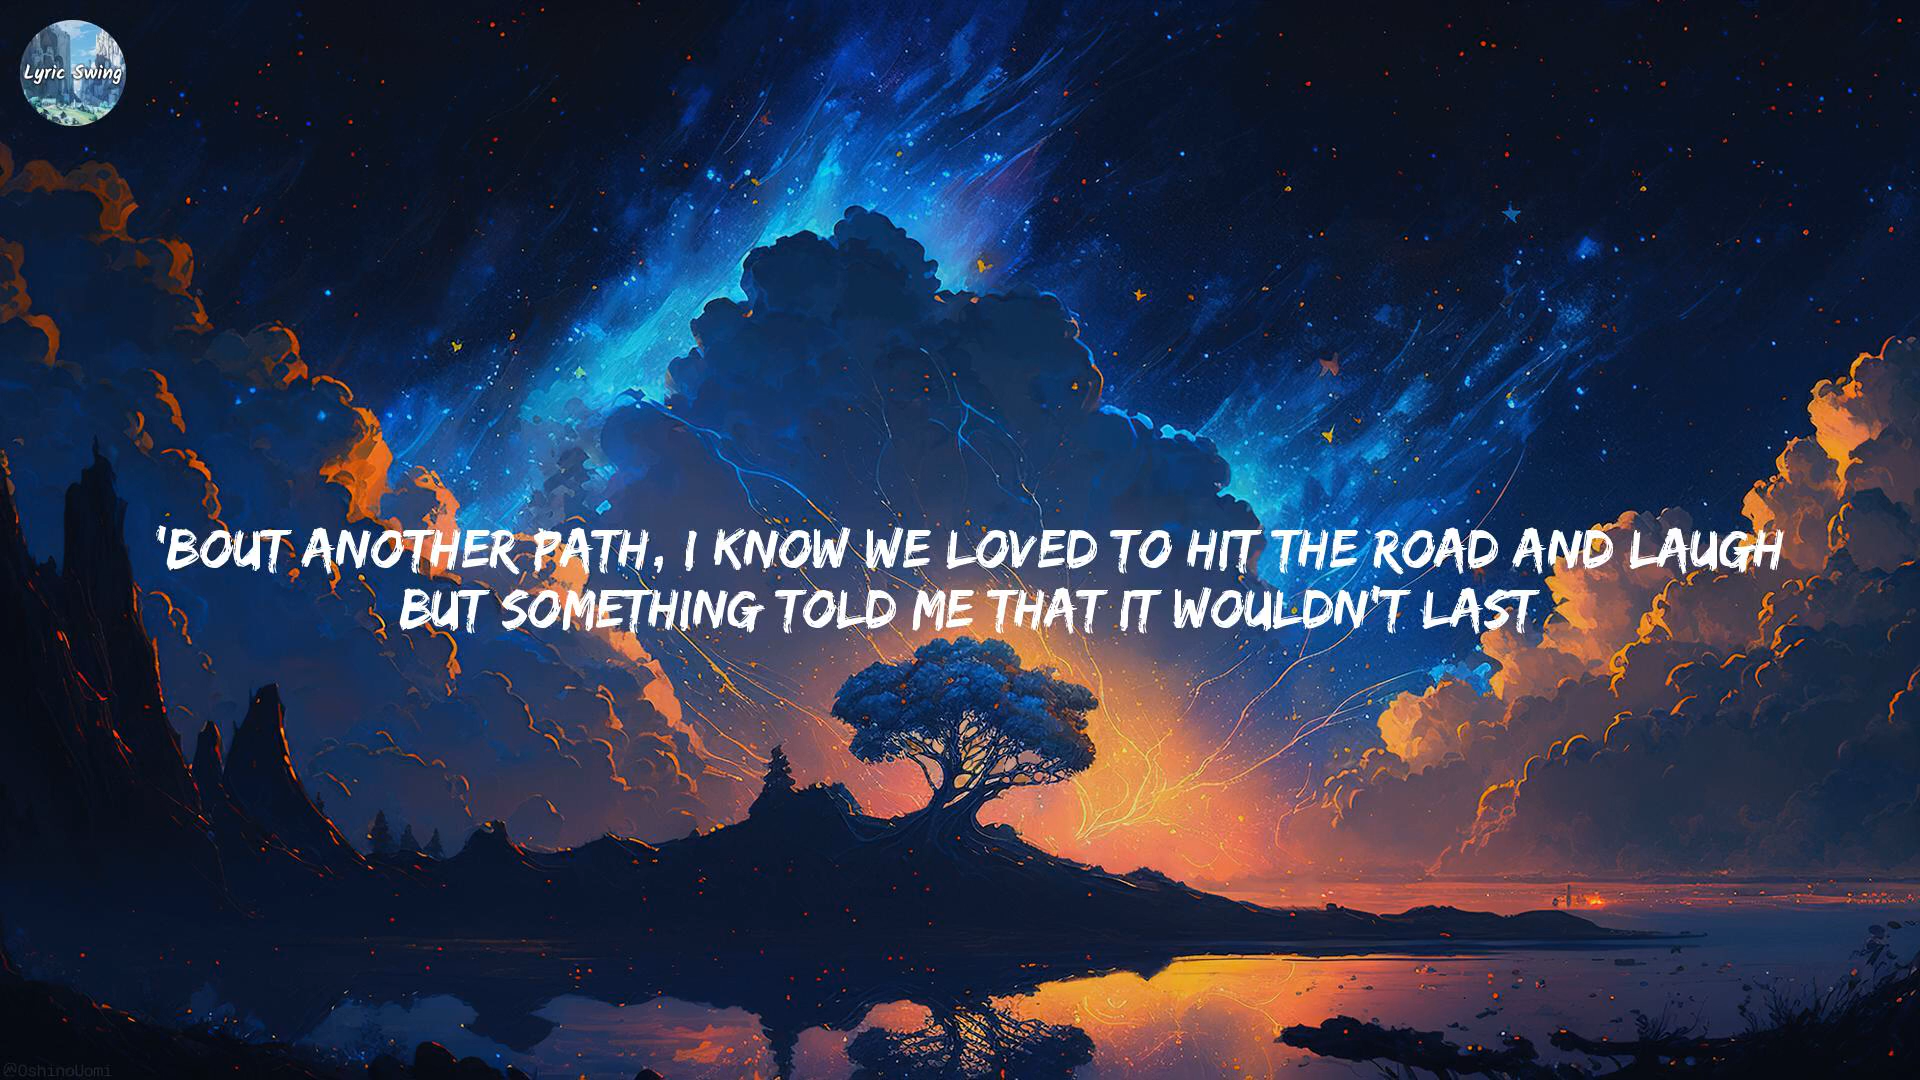 Lyric Swing
'BOUT ANOTHER PATH, I KNOW WE LOVED TO HIT THE ROAD AND LAUGH
BUT SOMETHING TOLD ME THAT IT WOULDN'T LAST
@OshinoUomi